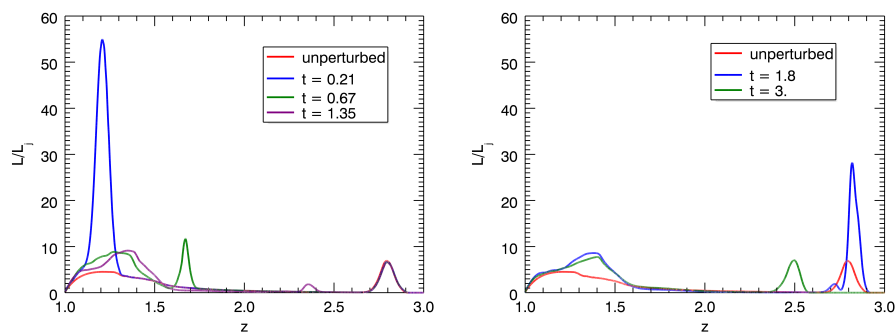 60
50
40
30
20
10
0
L/Lj
1.0 1.5 2.0 2.5 3.0
z
unperturbed
t = 0.21
t = 0.67
t = 1.35
60
50
40
30
20
10
0
L/Lj
1.0 1.5 2.0 2.5 3.0
z
unperturbed
t = 1.8
t = 3.